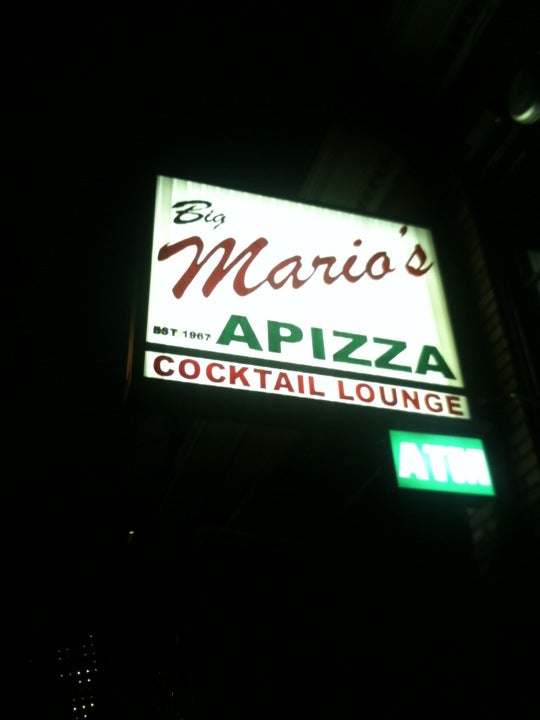 Big
Mario's
EST 1967 APIZZA
COCKTAIL LOUNGE
ATM